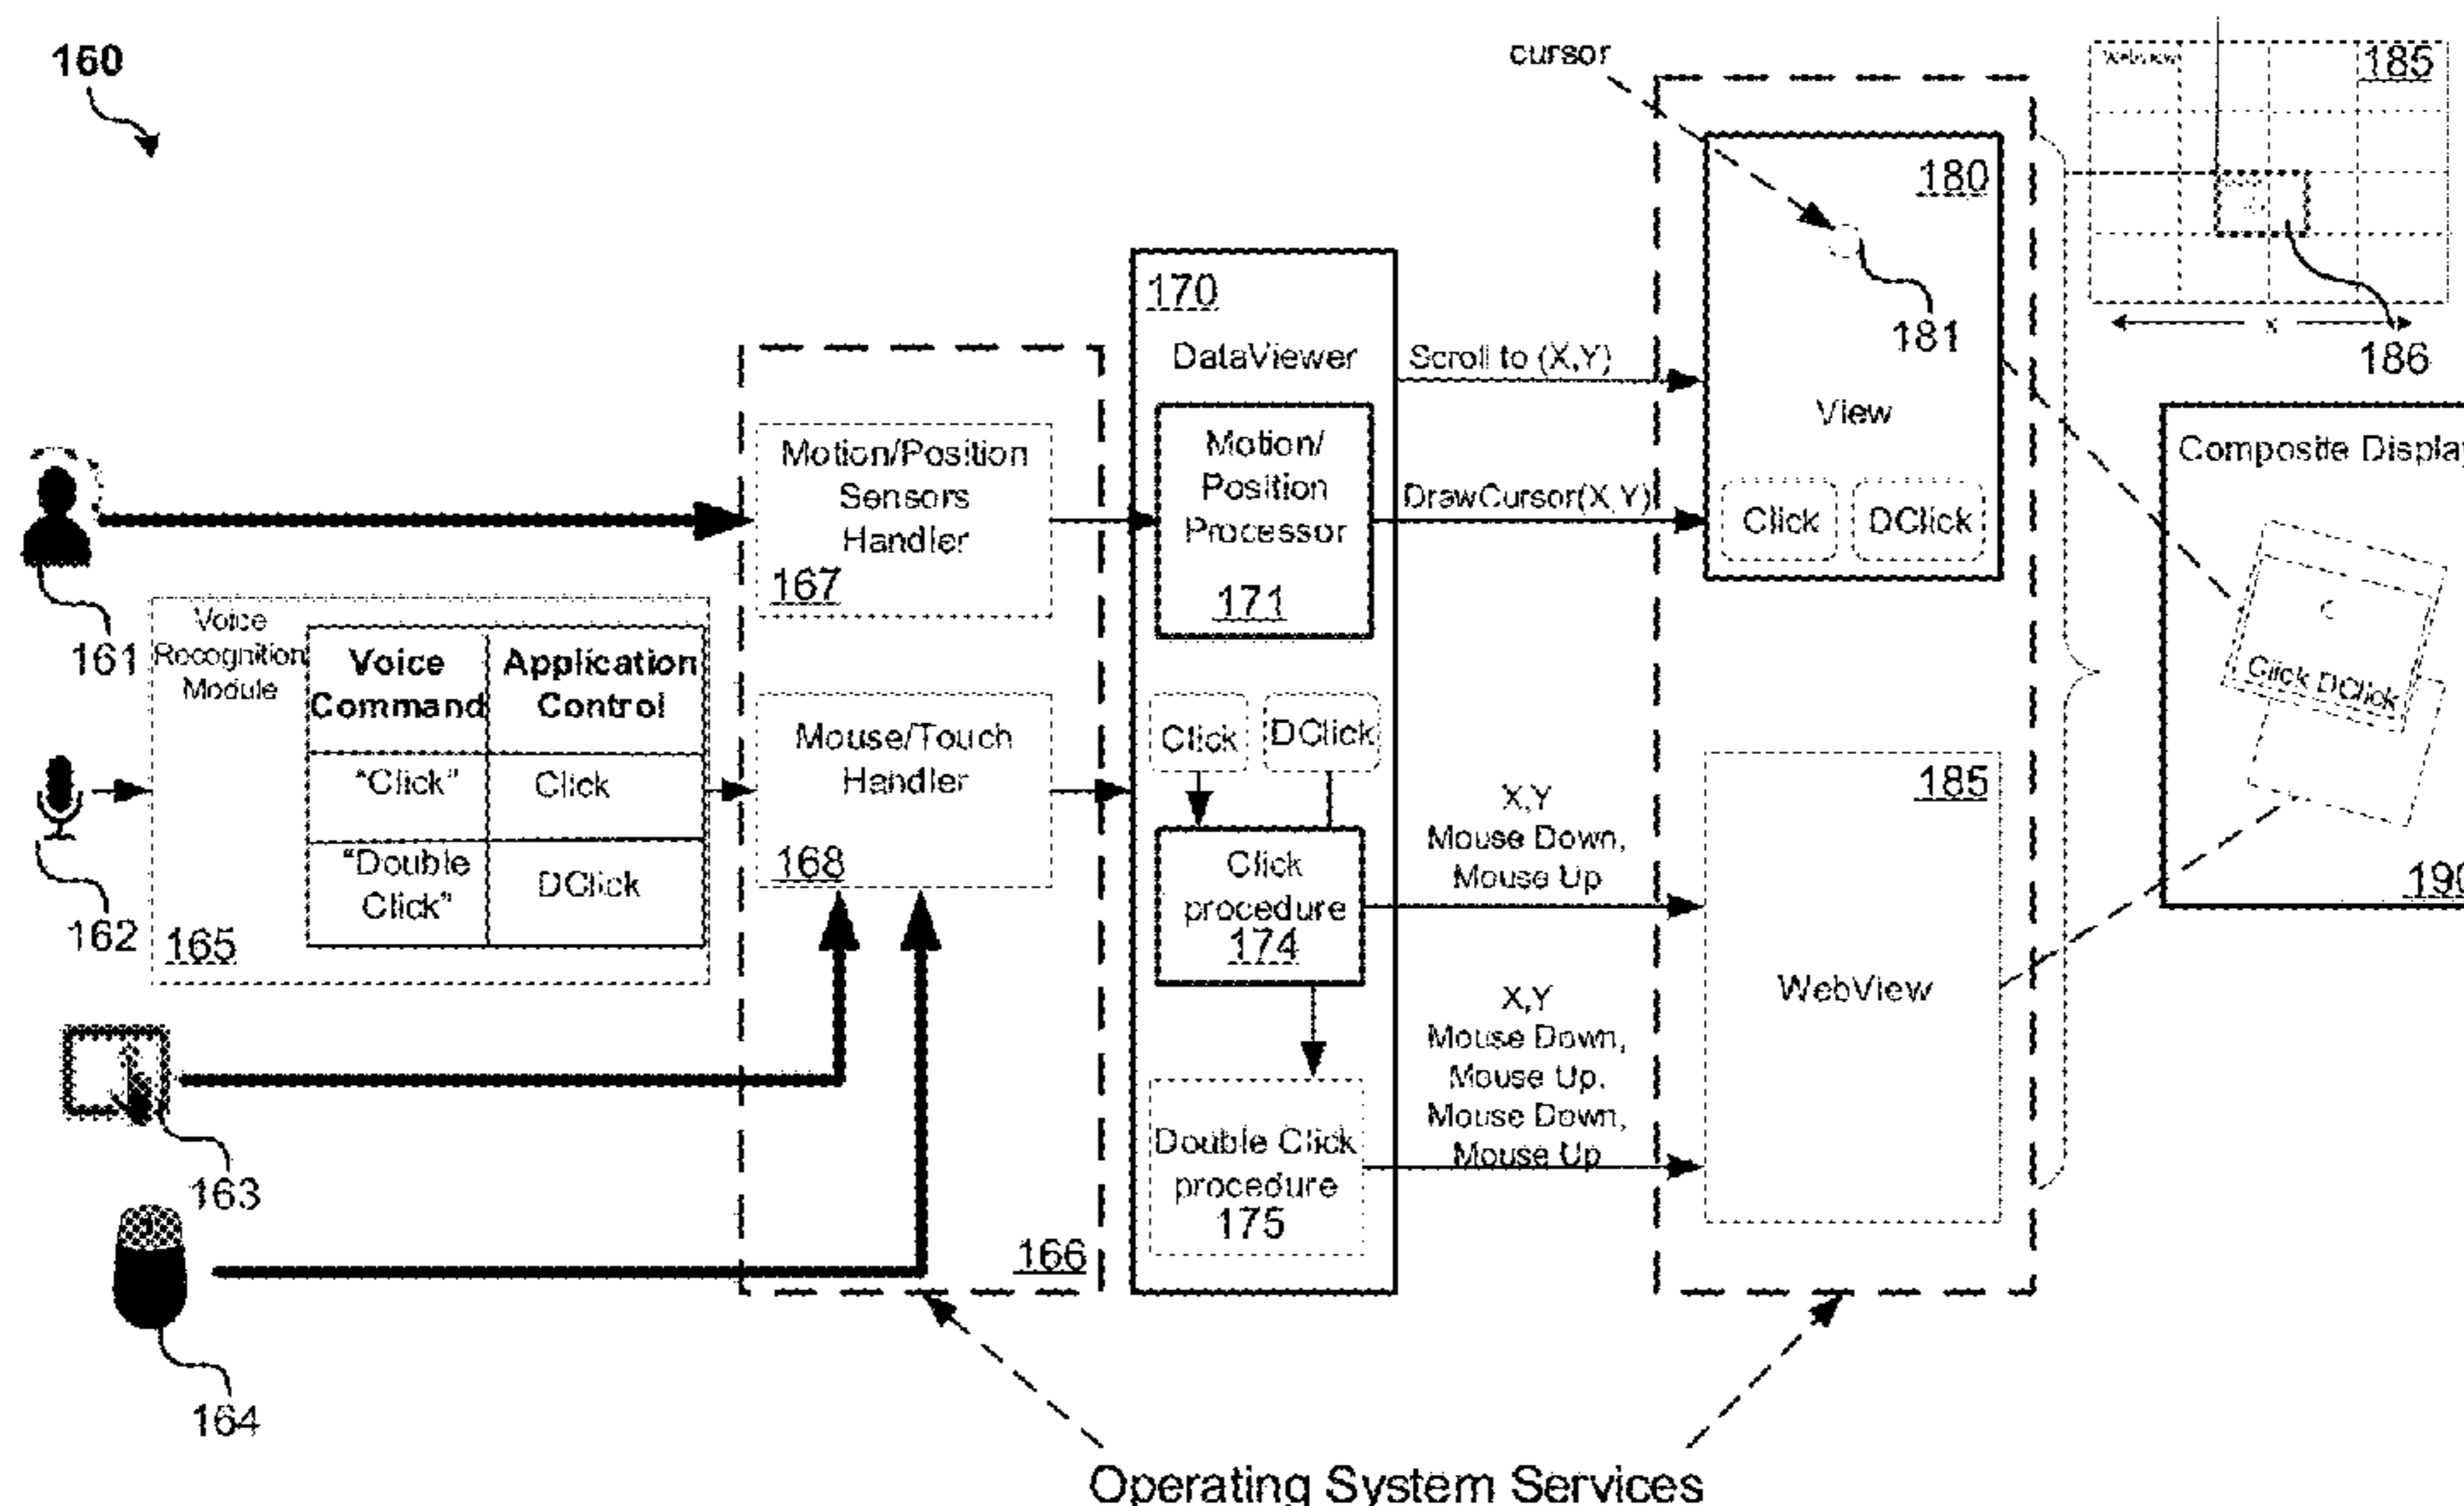 160
cursor
WebView
185
180
181
x
186
170
DataViewer
Scroll to (X,Y)
View
Motion/Position
Sensors
Handler
167
Motion/
Position
Processor
171
DrawCursor(X,Y)
Click
DClick
Composite Display
161
Voice
Recognition
Module
Voice
Command
Application
Control
"Click"
Click
"Double
Click"
DClick
165
162
Mouse/Touch
Handler
168
Click
DClick
Click
procedure
174
X,Y
Mouse Down,
Mouse Up
185
WebView
Click DClick
190
163
164
166
Double Click
procedure
175
X,Y
Mouse Down,
Mouse Up,
Mouse Down,
Mouse Up
Operating System Services